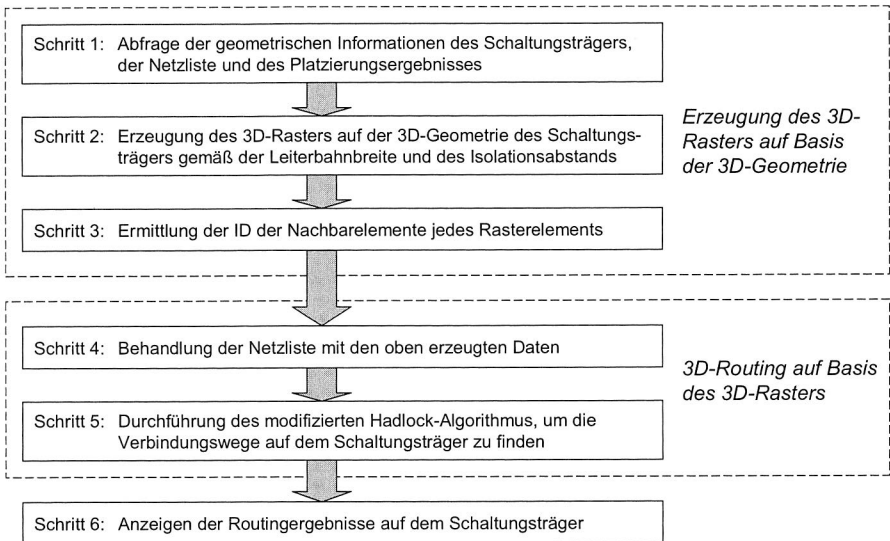 Schritt 1: Abfrage der geometrischen Informationen des Schaltungsträgers,
der Netzliste und des Platzierungsergebnisses
Schritt 2: Erzeugung des 3D-Rasters auf der 3D-Geometrie des Schaltungs-
trägers gemäß der Leiterbahnbreite und des Isolationsabstands
Schritt 3: Ermittlung der ID der Nachbarelemente jedes Rasterelements
Erzeugung des 3D-
Rasters auf Basis
der 3D-Geometrie
Schritt 4: Behandlung der Netzliste mit den oben erzeugten Daten
Schritt 5: Durchführung des modifizierten Hadlock-Algorithmus, um die
Verbindungswege auf dem Schaltungsträger zu finden
3D-Routing auf Basis
des 3D-Rasters
Schritt 6: Anzeigen der Routingergebnisse auf dem Schaltungsträger